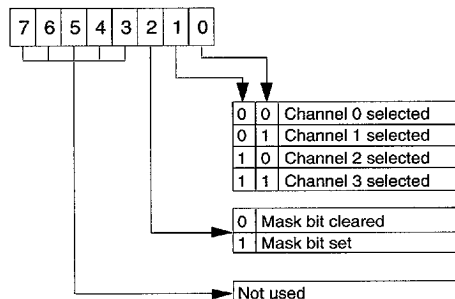 7 6 5 4 3 2 1 0
0 0 Channel 0 selected
0 1 Channel 1 selected
1 0 Channel 2 selected
1 1 Channel 3 selected
0 Mask bit cleared
1 Mask bit set
Not used